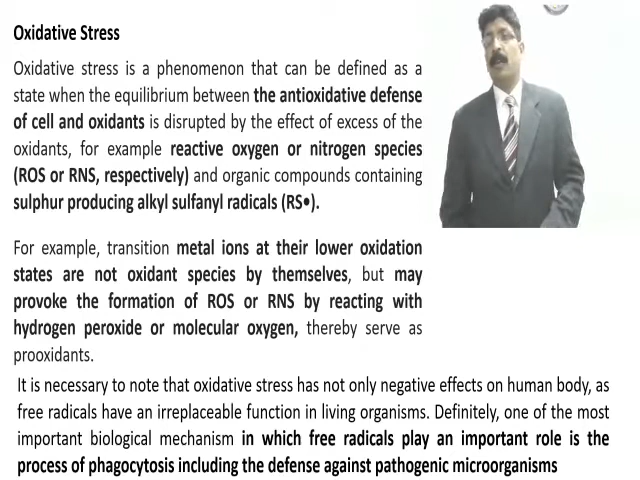 Oxidative Stress
Oxidative stress is a phenomenon that can be defined as a
state when the equilibrium between the antioxidative defense
of cell and oxidants is disrupted by the effect of excess of the
oxidants, for example reactive oxygen or nitrogen species
(ROS or RNS, respectively) and organic compounds containing
sulphur producing alkyl sulfanyl radicals (RS•).
For example, transition metal ions at their lower oxidation
states are not oxidant species by themselves, but may
provoke the formation of ROS or RNS by reacting with
hydrogen peroxide or molecular oxygen, thereby serve as
prooxidants.
It is necessary to note that oxidative stress has not only negative effects on human body, as
free radicals have an irreplaceable function in living organisms. Definitely, one of the most
important biological mechanism in which free radicals play an important role is the
process of phagocytosis including the defense against pathogenic microorganisms